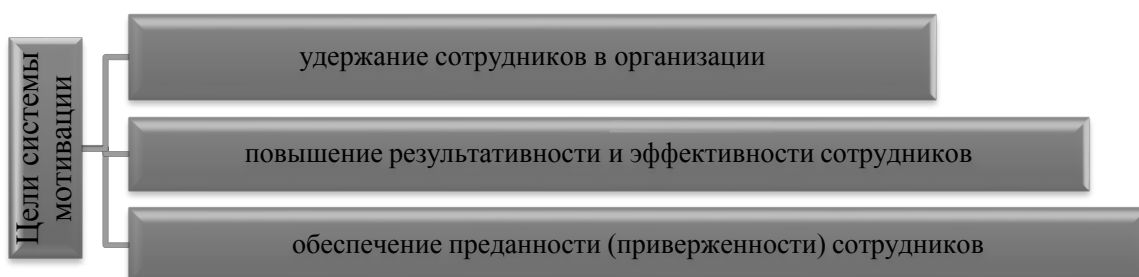 Цели системы
мотивации
удержание сотрудников в организации
повышение результативности и эффективности сотрудников
обеспечение преданности (приверженности) сотрудников